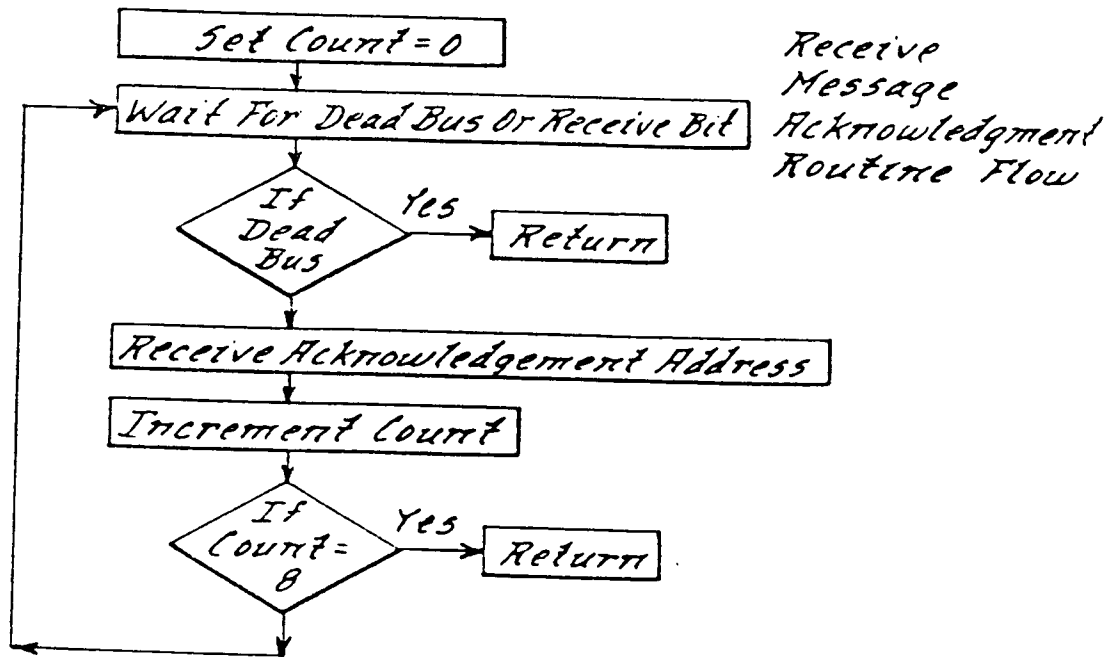 Set Count = 0
Receive
Message
Acknowledgment
Routine Flow
Wait For Dead Bus Or Receive Bit
If
Dead
Bus
Yes
Return
Receive Acknowledgement Address
Increment Count
If
Count =
8
Yes
Return